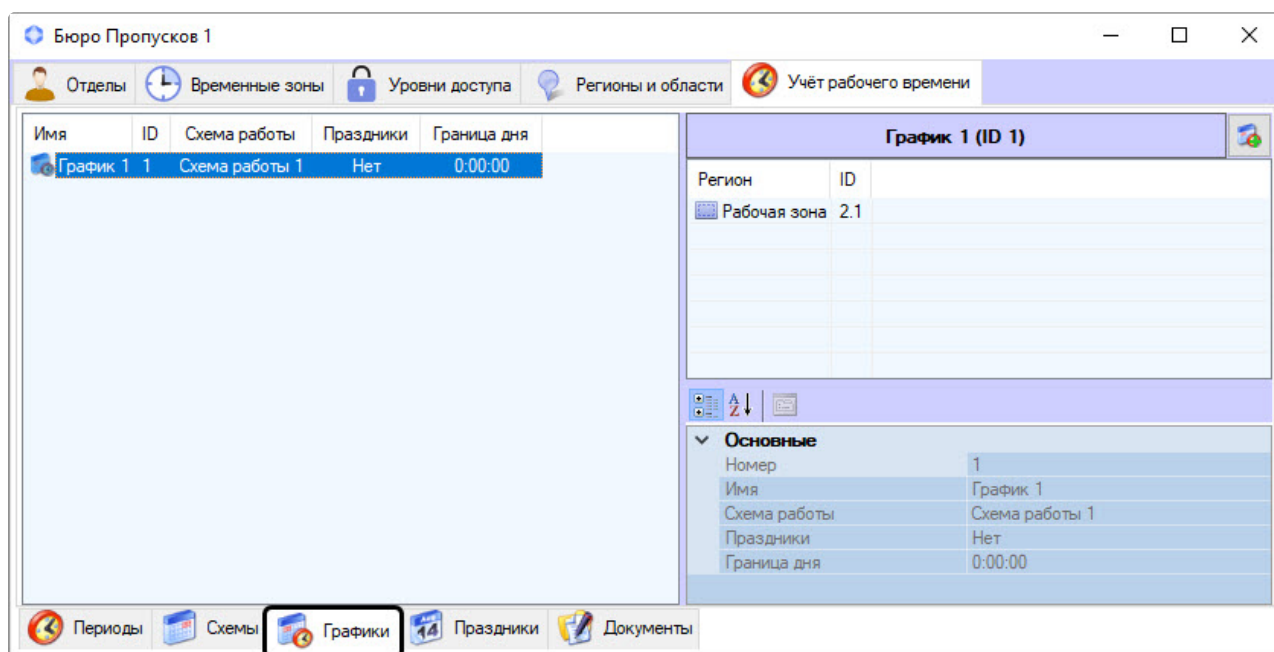 Бюро Пропусков 1
Отделы Временные зоны Уровни доступа Регионы и области Учёт рабочего времени
Имя ID Схема работы Праздники Граница дня
График 1 1 Схема работы 1 Нет 0:00:00
График 1 (ID 1)
Регион ID
Рабочая зона 2.1
Основные
Номер 1
Имя График 1
Схема работы Схема работы 1
Праздники Нет
Граница дня 0:00:00
Периоды Схемы Графики Праздники Документы